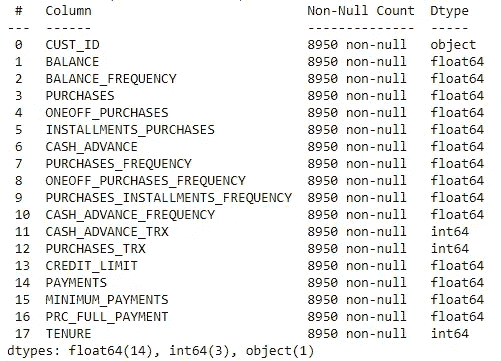 #   Column                            Non-Null Count  Dtype
---  ------                            --------------  -----
 0   CUST_ID                           8950 non-null   object
 1   BALANCE                           8950 non-null   float64
 2   BALANCE_FREQUENCY                 8950 non-null   float64
 3   PURCHASES                         8950 non-null   float64
 4   ONEOFF_PURCHASES                  8950 non-null   float64
 5   INSTALLMENTS_PURCHASES            8950 non-null   float64
 6   CASH_ADVANCE                      8950 non-null   float64
 7   PURCHASES_FREQUENCY               8950 non-null   float64
 8   ONEOFF_PURCHASES_FREQUENCY        8950 non-null   float64
 9   PURCHASES_INSTALLMENTS_FREQUENCY  8950 non-null   float64
 10  CASH_ADVANCE_FREQUENCY            8950 non-null   float64
 11  CASH_ADVANCE_TRX                  8950 non-null   int64
 12  PURCHASES_TRX                     8950 non-null   int64
 13  CREDIT_LIMIT                      8950 non-null   float64
 14  PAYMENTS                          8950 non-null   float64
 15  MINIMUM_PAYMENTS                  8950 non-null   float64
 16  PRC_FULL_PAYMENT                  8950 non-null   float64
 17  TENURE                            8950 non-null   int64
dtypes: float64(14), int64(3), object(1)